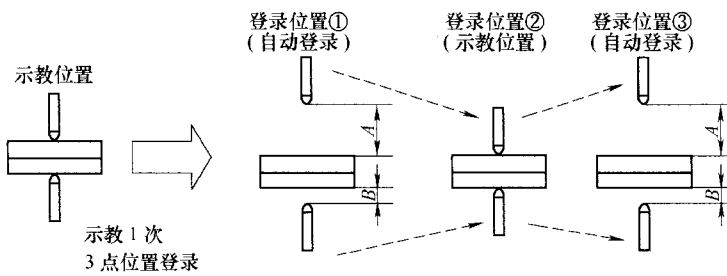 登录位置①
(自动登录)
登录位置②
(示教位置)
登录位置③
(自动登录)
示教位置
A
B
A
B
示教1次
3点位置登录